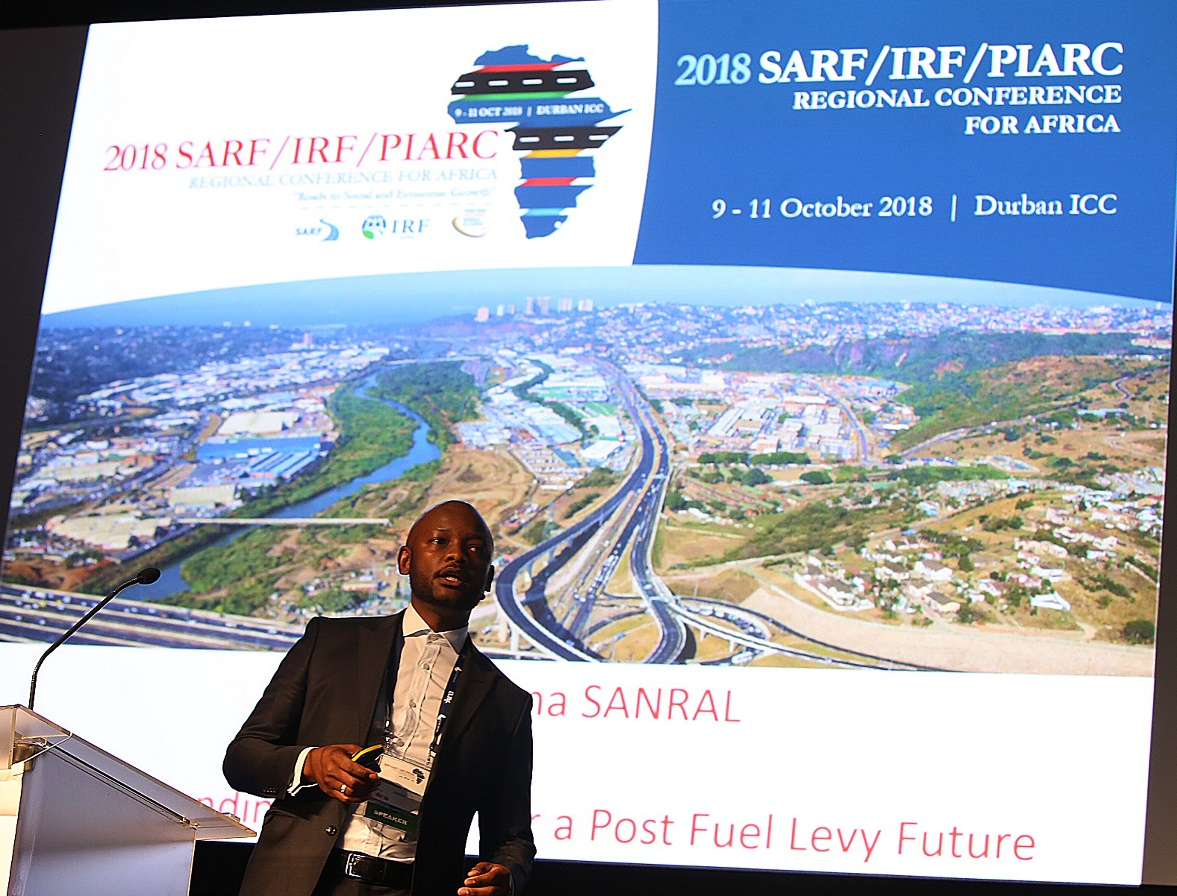 2018 SARF/IRF/PIARC
REGIONAL CONFERENCE
FOR AFRICA
9 - 11 October 2018 | Durban ICC
9 - 11 OCT 2018 | DURBAN ICC
2018 SARF/IRF/PIARC
REGIONAL CONFERENCE FOR AFRICA
"Roads to Social and Economic Growth"
SARF
IRF
na SANRAL
ndin
r a Post Fuel Levy Future
SPEAKER